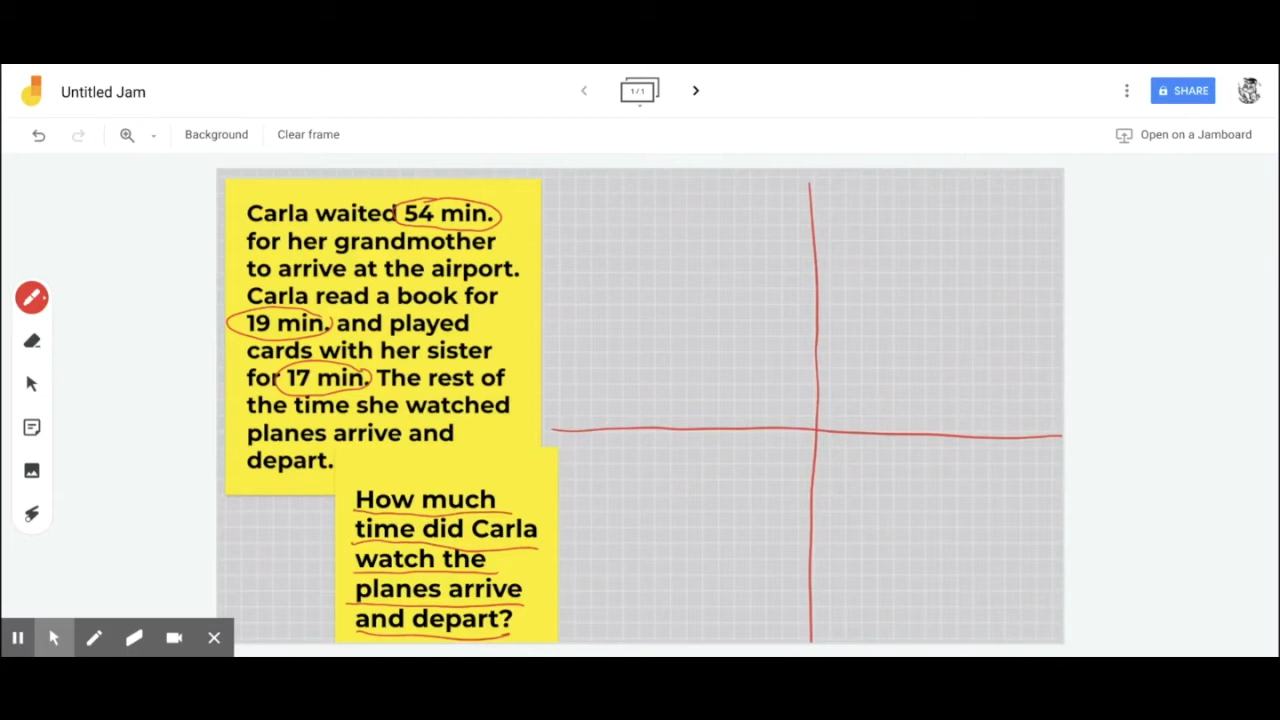 Untitled Jam
1 / 1
SHARE
Background
Clear frame
Open on a Jamboard
Carla waited 54 min.
for her grandmother
to arrive at the airport.
Carla read a book for
19 min. and played
cards with her sister
for 17 min. The rest of
the time she watched
planes arrive and
depart.
How much
time did Carla
watch the
planes arrive
and depart?